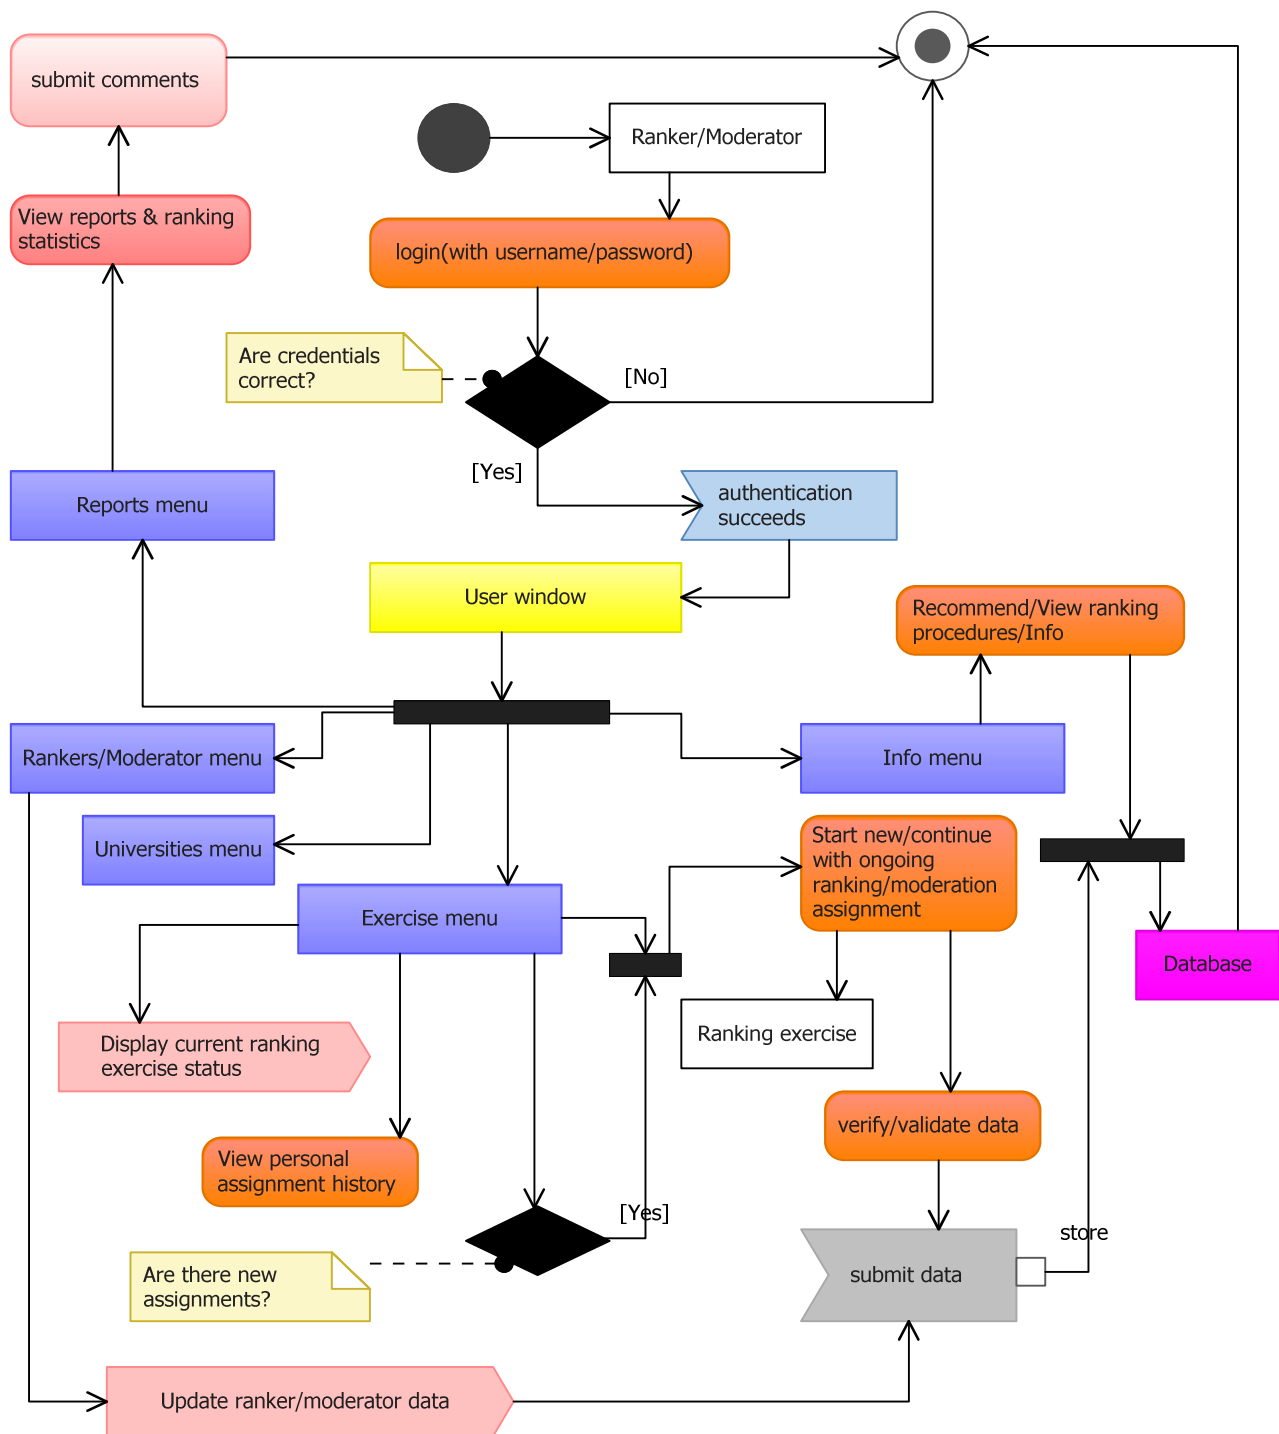 submit comments
Ranker/Moderator
View reports & ranking
statistics
login(with username/password)
Are credentials
correct?
[No]
[Yes]
Reports menu
authentication
succeeds
User window
Recommend/View ranking
procedures/Info
Rankers/Moderator menu
Info menu
Universities menu
Start new/continue
with ongoing
ranking/moderation
assignment
Exercise menu
Database
Ranking exercise
Display current ranking
exercise status
verify/validate data
View personal
assignment history
[Yes]
store
Are there new
assignments?
submit data
Update ranker/moderator data